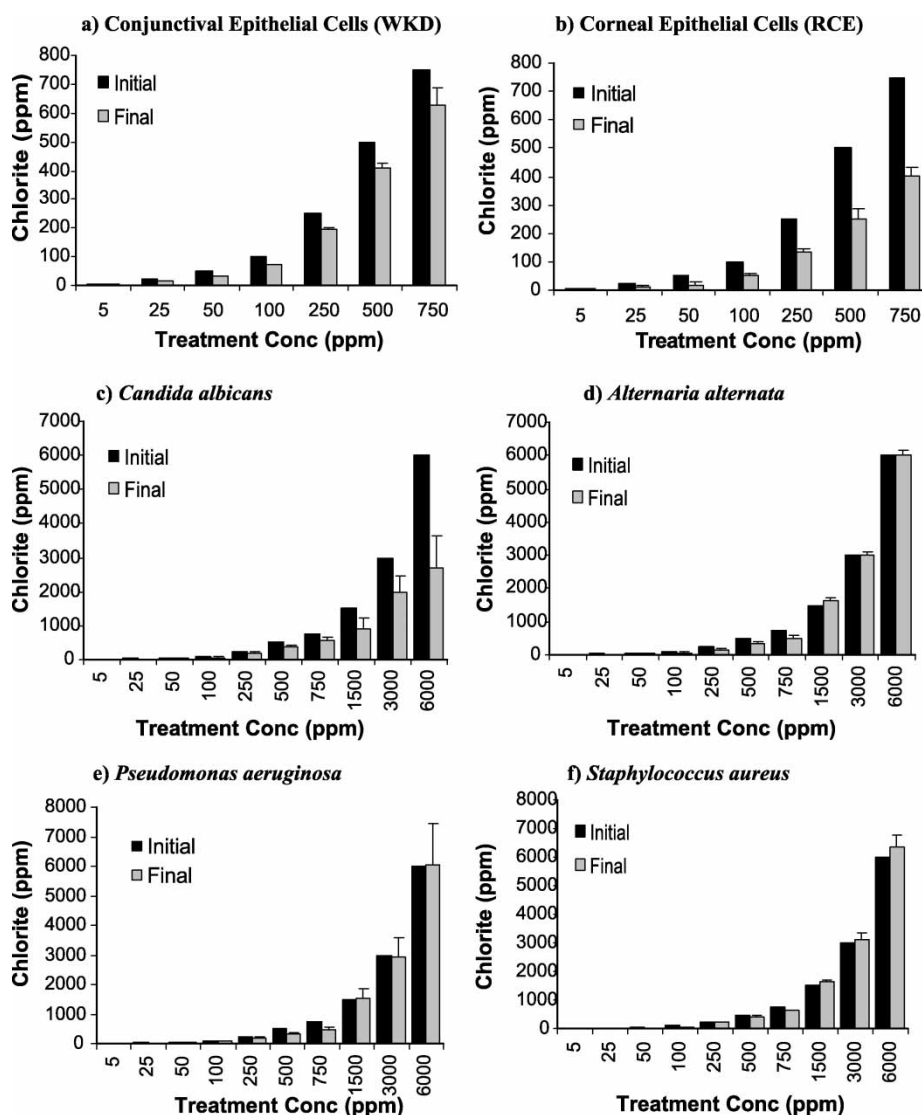 a) Conjunctival Epithelial Cells (WKD)
800
700
600
500
400
300
200
100
0
Chlorite (ppm)
Initial
Final
5 25 50 100 250 500 750
Treatment Conc (ppm)
b) Corneal Epithelial Cells (RCE)
800
700
600
500
400
300
200
100
0
Chlorite (ppm)
Initial
Final
5 25 50 100 250 500 750
Treatment Conc (ppm)
c) Candida albicans
7000
6000
5000
4000
3000
2000
1000
0
Chlorite (ppm)
Initial
Final
5 25 50 100 250 500 750 1500 3000 6000
Treatment Conc (ppm)
d) Alternaria alternata
7000
6000
5000
4000
3000
2000
1000
0
Chlorite (ppm)
Initial
Final
5 25 50 100 250 500 750 1500 3000 6000
Treatment Conc (ppm)
e) Pseudomonas aeruginosa
8000
7000
6000
5000
4000
3000
2000
1000
0
Chlorite (ppm)
Initial
Final
5 25 50 100 250 500 750 1500 3000 6000
Treatment Conc (ppm)
f) Staphylococcus aureus
8000
7000
6000
5000
4000
3000
2000
1000
0
Chlorite (ppm)
Initial
Final
5 25 50 100 250 500 750 1500 3000 6000
Treatment Conc (ppm)